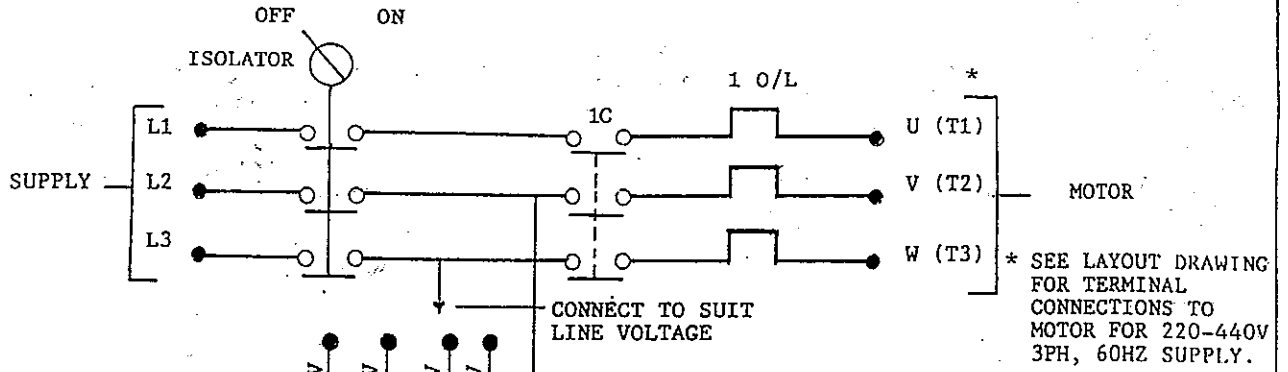 OFF ON
ISOLATOR
1 O/L
*
L1
1C
U (T1)
SUPPLY
L2
V (T2)
MOTOR
L3
W (T3)
* SEE LAYOUT DRAWING
FOR TERMINAL
CONNECTIONS TO
MOTOR FOR 220-440V
3PH, 60HZ SUPPLY.
CONNECT TO SUIT
LINE VOLTAGE